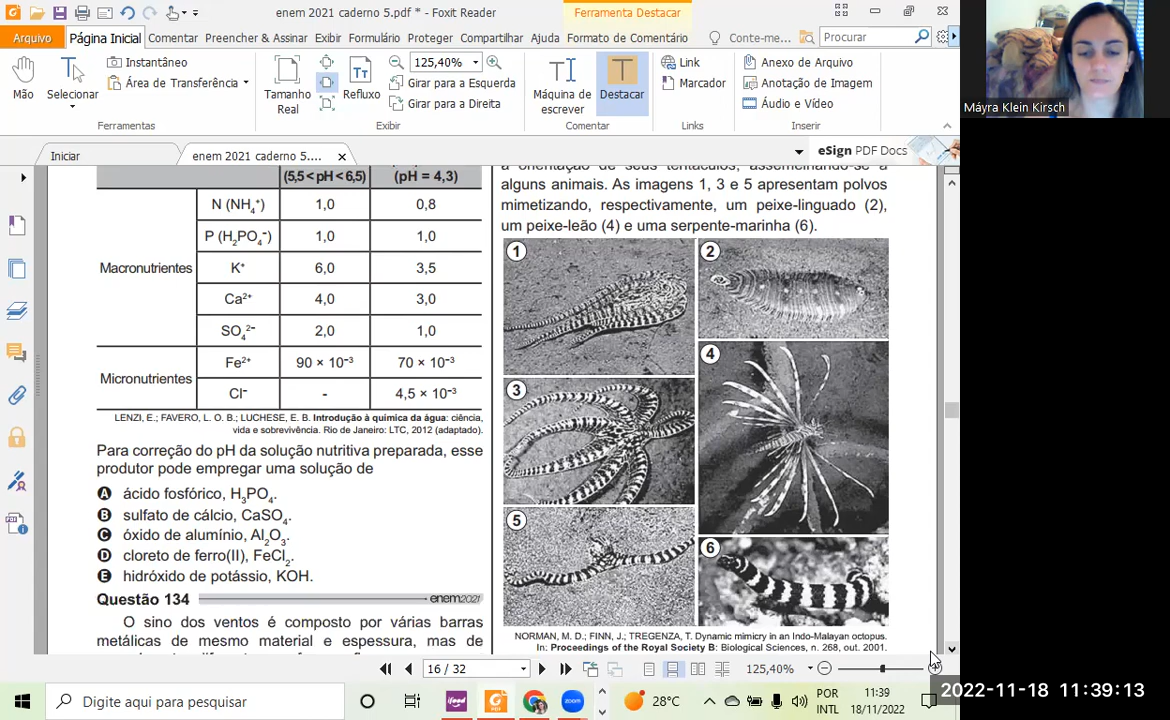 enem 2021 caderno 5.pdf * - Foxit Reader
Ferramenta Destacar
Arquivo Página Inicial Comentar Preencher & Assinar Exibir Formulário Proteger Compartilhar Ajuda Formato de Comentário Conte-me... Procurar
Mão
Selecionar
Instantâneo
Área de Transferência
Ferramentas
Tamanho Real
Refluxo
125,40%
Girar para a Esquerda
Girar para a Direita
Exibir
Máquina de escrever
Destacar
Comentar
Link
Marcador
Links
Anexo de Arquivo
Anotação de Imagem
Áudio e Vídeo
Inserir
Máyra Klein Kirsch
Iniciar
enem 2021 caderno 5....
eSign PDF Docs
(5,5 < pH < 6,5) (pH = 4,3)
Macronutrientes
N (NH₄⁺) 1,0 0,8
P (H₂PO₄⁻) 1,0 1,0
K⁺ 6,0 3,5
Ca²⁺ 4,0 3,0
SO₄²⁻ 2,0 1,0
Micronutrientes
Fe²⁺ 90 × 10⁻³ 70 × 10⁻³
Cl⁻ - 4,5 × 10⁻³
LENZI, E.; FAVERO, L. O. B.; LUCHESE, E. B. Introdução à química da água: ciência,
vida e sobrevivência. Rio de Janeiro: LTC, 2012 (adaptado).
Para correção do pH da solução nutritiva preparada, esse
produtor pode empregar uma solução de
A ácido fosfórico, H₃PO₄.
B sulfato de cálcio, CaSO₄.
C óxido de alumínio, Al₂O₃.
D cloreto de ferro(II), FeCl₂.
E hidróxido de potássio, KOH.
Questão 134 enem2021
O sino dos ventos é composto por várias barras
metálicas de mesmo material e espessura, mas de
a orientação de seus tentáculos, assemelhando-se a
alguns animais. As imagens 1, 3 e 5 apresentam polvos
mimetizando, respectivamente, um peixe-linguado (2),
um peixe-leão (4) e uma serpente-marinha (6).
1
2
3
4
5
6
NORMAN, M. D.; FINN, J.; TREGENZA, T. Dynamic mimicry in an Indo-Malayan octopus.
In: Proceedings of the Royal Society B: Biological Sciences, n. 268, out. 2001.
16 / 32
125,40%
Digite aqui para pesquisar
ifood
zoom
28°C
POR
INTL
11:39
18/11/2022
2022-11-18 11:39:13